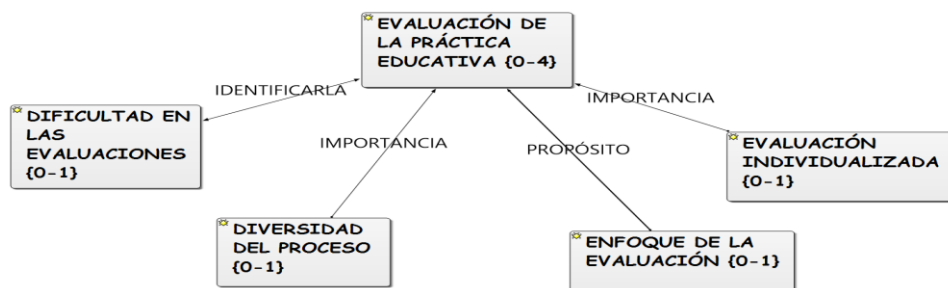 EVALUACIÓN DE
LA PRÁCTICA
EDUCATIVA {0-4}
IDENTIFICARLA
IMPORTANCIA
DIFICULTAD EN
LAS
EVALUACIONES
{0-1}
IMPORTANCIA
PROPÓSITO
EVALUACIÓN
INDIVIDUALIZADA
{0-1}
DIVERSIDAD
DEL PROCESO
{0-1}
ENFOQUE DE LA
EVALUACIÓN {0-1}